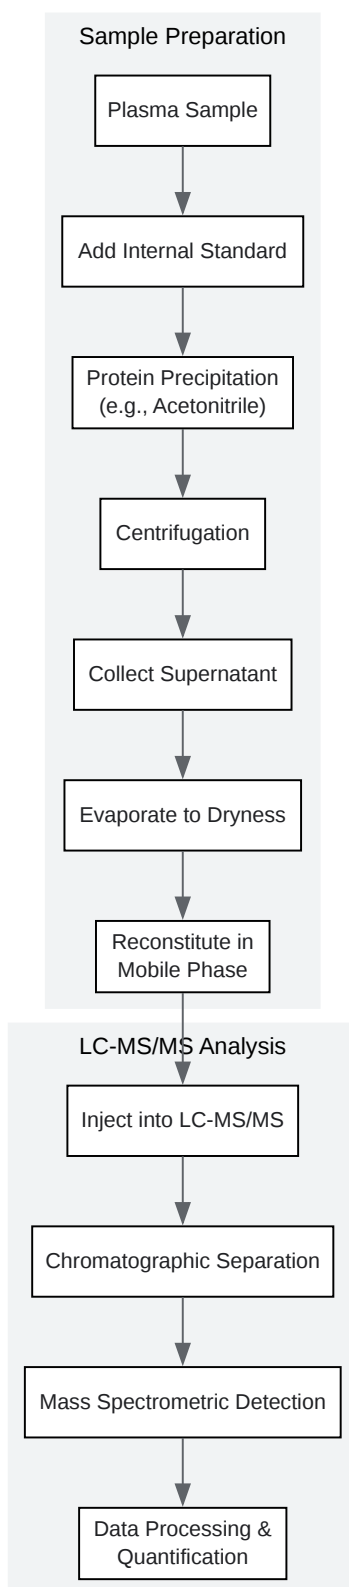 Sample Preparation
Plasma Sample
Add Internal Standard
Protein Precipitation
(e.g., Acetonitrile)
Centrifugation
Collect Supernatant
Evaporate to Dryness
Reconstitute in
Mobile Phase
LC-MS/MS Analysis
Inject into LC-MS/MS
Chromatographic Separation
Mass Spectrometric Detection
Data Processing &
Quantification